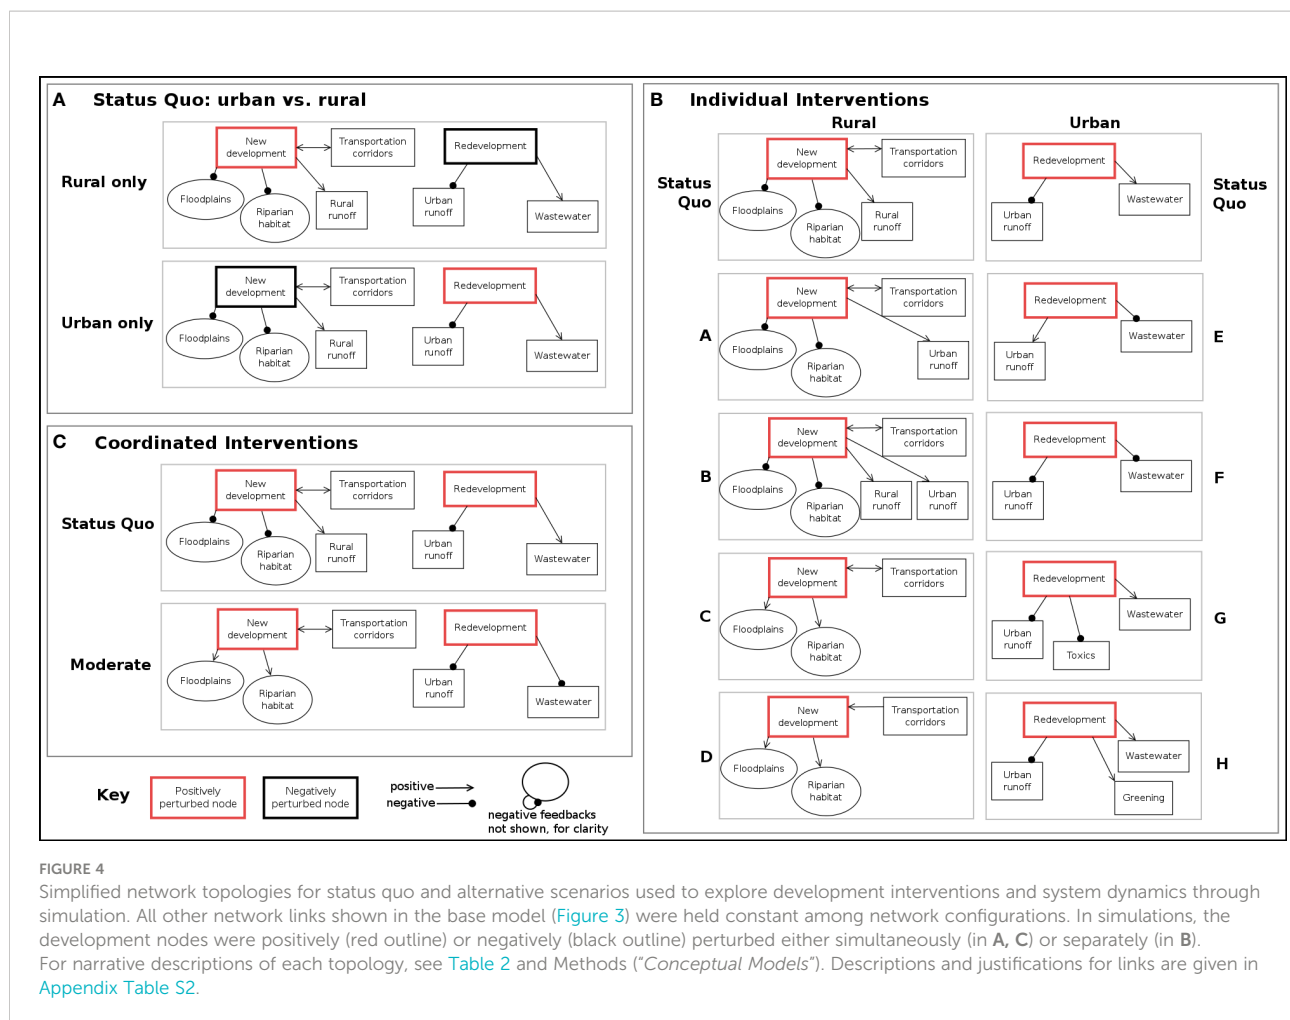 A Status Quo: urban vs. rural
Rural only
New
development
Transportation
corridors
Redevelopment
Floodplains
Riparian
habitat
Rural
runoff
Urban
runoff
Wastewater
Urban only
New
development
Transportation
corridors
Redevelopment
Floodplains
Riparian
habitat
Rural
runoff
Urban
runoff
Wastewater
C Coordinated Interventions
Status Quo
New
development
Transportation
corridors
Redevelopment
Floodplains
Riparian
habitat
Rural
runoff
Urban
runoff
Wastewater
Moderate
New
development
Transportation
corridors
Redevelopment
Floodplains
Riparian
habitat
Urban
runoff
Wastewater
Key
Positively
perturbed node
Negatively
perturbed node
positive
negative
negative feedbacks
not shown, for clarity
B Individual Interventions
Rural
Urban
Status
Quo
New
development
Transportation
corridors
Floodplains
Riparian
habitat
Rural
runoff
Redevelopment
Urban
runoff
Wastewater
Status
Quo
A
New
development
Transportation
corridors
Floodplains
Riparian
habitat
Urban
runoff
Redevelopment
Urban
runoff
Wastewater
E
B
New
development
Transportation
corridors
Floodplains
Riparian
habitat
Rural
runoff
Urban
runoff
Redevelopment
Urban
runoff
Wastewater
F
C
New
development
Transportation
corridors
Floodplains
Riparian
habitat
Redevelopment
Urban
runoff
Toxics
Wastewater
G
D
New
development
Transportation
corridors
Floodplains
Riparian
habitat
Redevelopment
Urban
runoff
Wastewater
Greening
H
FIGURE 4
Simplified network topologies for status quo and alternative scenarios used to explore development interventions and system dynamics through
simulation. All other network links shown in the base model (Figure 3) were held constant among network configurations. In simulations, the
development nodes were positively (red outline) or negatively (black outline) perturbed either simultaneously (in A, C) or separately (in B).
For narrative descriptions of each topology, see Table 2 and Methods (“Conceptual Models”). Descriptions and justifications for links are given in
Appendix Table S2.